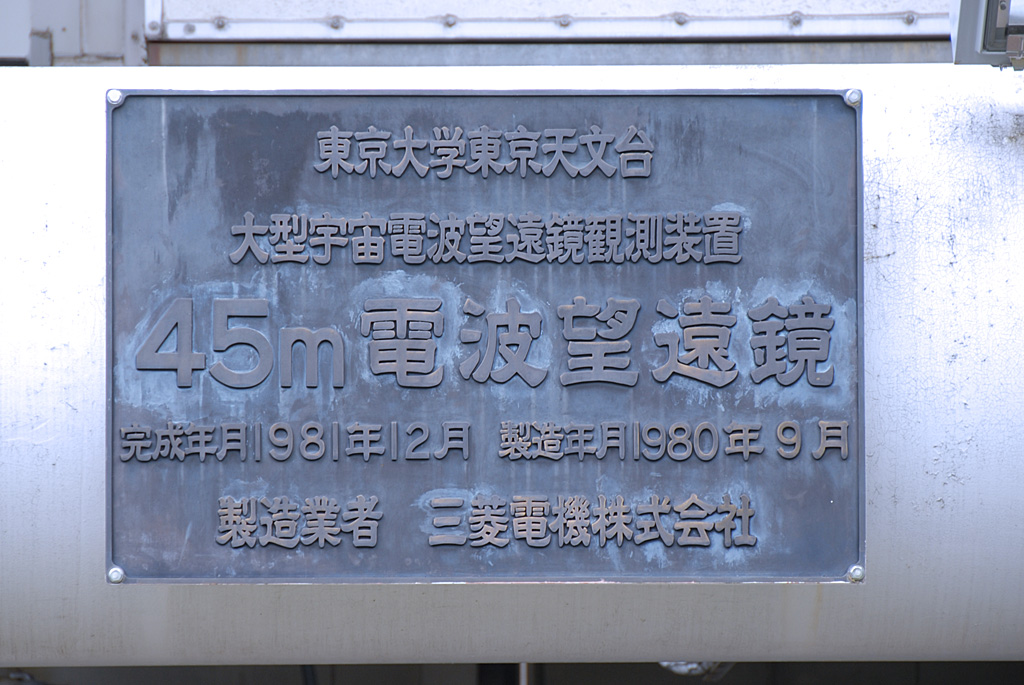 東京大学東京天文台
大型宇宙電波望遠鏡観測装置
45m電波望遠鏡
完成年月1981年12月 製造年月1980年9月
製造業者 三菱電機株式会社